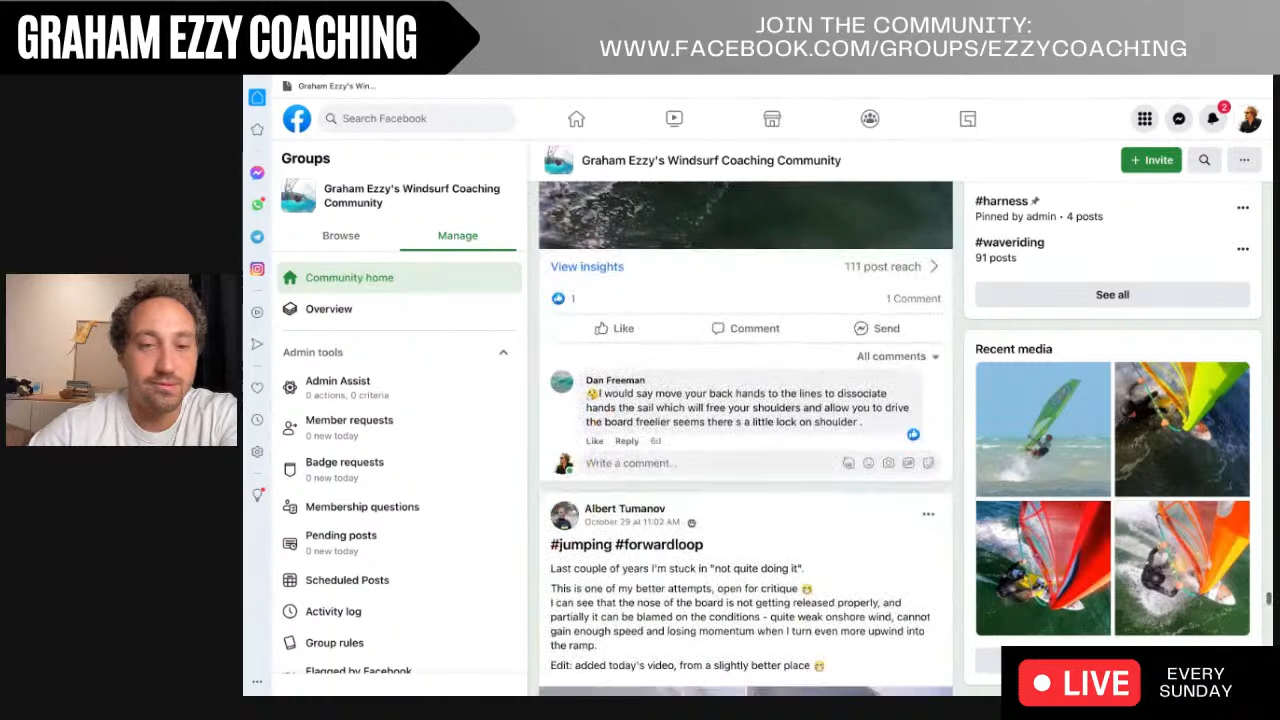 GRAHAM EZZY COACHING
JOIN THE COMMUNITY:
WWW.FACEBOOK.COM/GROUPS/EZZYCOACHING
Graham Ezzy's Win...
Search Facebook
2
Groups
Graham Ezzy's Windsurf Coaching
Community
Browse
Manage
Community home
Overview
Admin tools
Admin Assist
0 actions, 0 criteria
Member requests
0 new today
Badge requests
0 new today
Membership questions
Pending posts
0 new today
Scheduled Posts
Activity log
Group rules
Flagged by Facebook
Graham Ezzy's Windsurf Coaching Community
+ Invite
View insights
111 post reach
1
1 Comment
Like
Comment
Send
All comments
Dan Freeman
I would say move your back hands to the lines to dissociate
hands the sail which will free your shoulders and allow you to drive
the board freelier seems there s a little lock on shoulder .
Like Reply 6d
Write a comment...
Albert Tumanov
October 29 at 11:02 AM
#jumping #forwardloop
Last couple of years I'm stuck in "not quite doing it".
This is one of my better attempts, open for critique
I can see that the nose of the board is not getting released properly, and
partially it can be blamed on the conditions - quite weak onshore wind, cannot
gain enough speed and losing momentum when I turn even more upwind into
the ramp.
Edit: added today's video, from a slightly better place
#harness
Pinned by admin • 4 posts
#waveriding
91 posts
See all
Recent media
LIVE
EVERY
SUNDAY